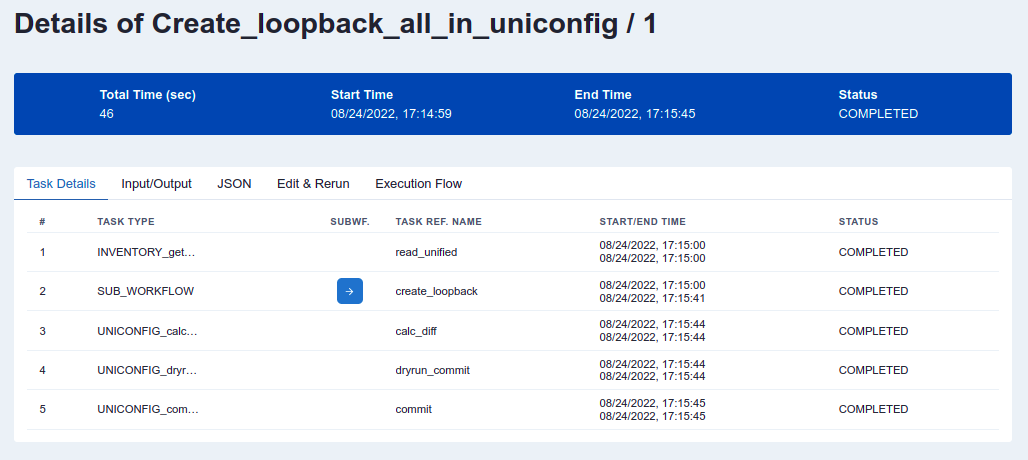 Details of Create_loopback_all_in_uniconfig / 1
Total Time (sec) Start Time End Time Status
46 08/24/2022, 17:14:59 08/24/2022, 17:15:45 COMPLETED
Task Details Input/Output JSON Edit & Rerun Execution Flow
# TASK TYPE SUBWF. TASK REF. NAME START/END TIME STATUS
1 INVENTORY_get… read_unified 08/24/2022, 17:15:00 COMPLETED
08/24/2022, 17:15:00
2 SUB_WORKFLOW → create_loopback 08/24/2022, 17:15:00 COMPLETED
08/24/2022, 17:15:41
3 UNICONFIG_calc… calc_diff 08/24/2022, 17:15:44 COMPLETED
08/24/2022, 17:15:44
4 UNICONFIG_dryr… dryrun_commit 08/24/2022, 17:15:44 COMPLETED
08/24/2022, 17:15:44
5 UNICONFIG_com… commit 08/24/2022, 17:15:45 COMPLETED
08/24/2022, 17:15:45